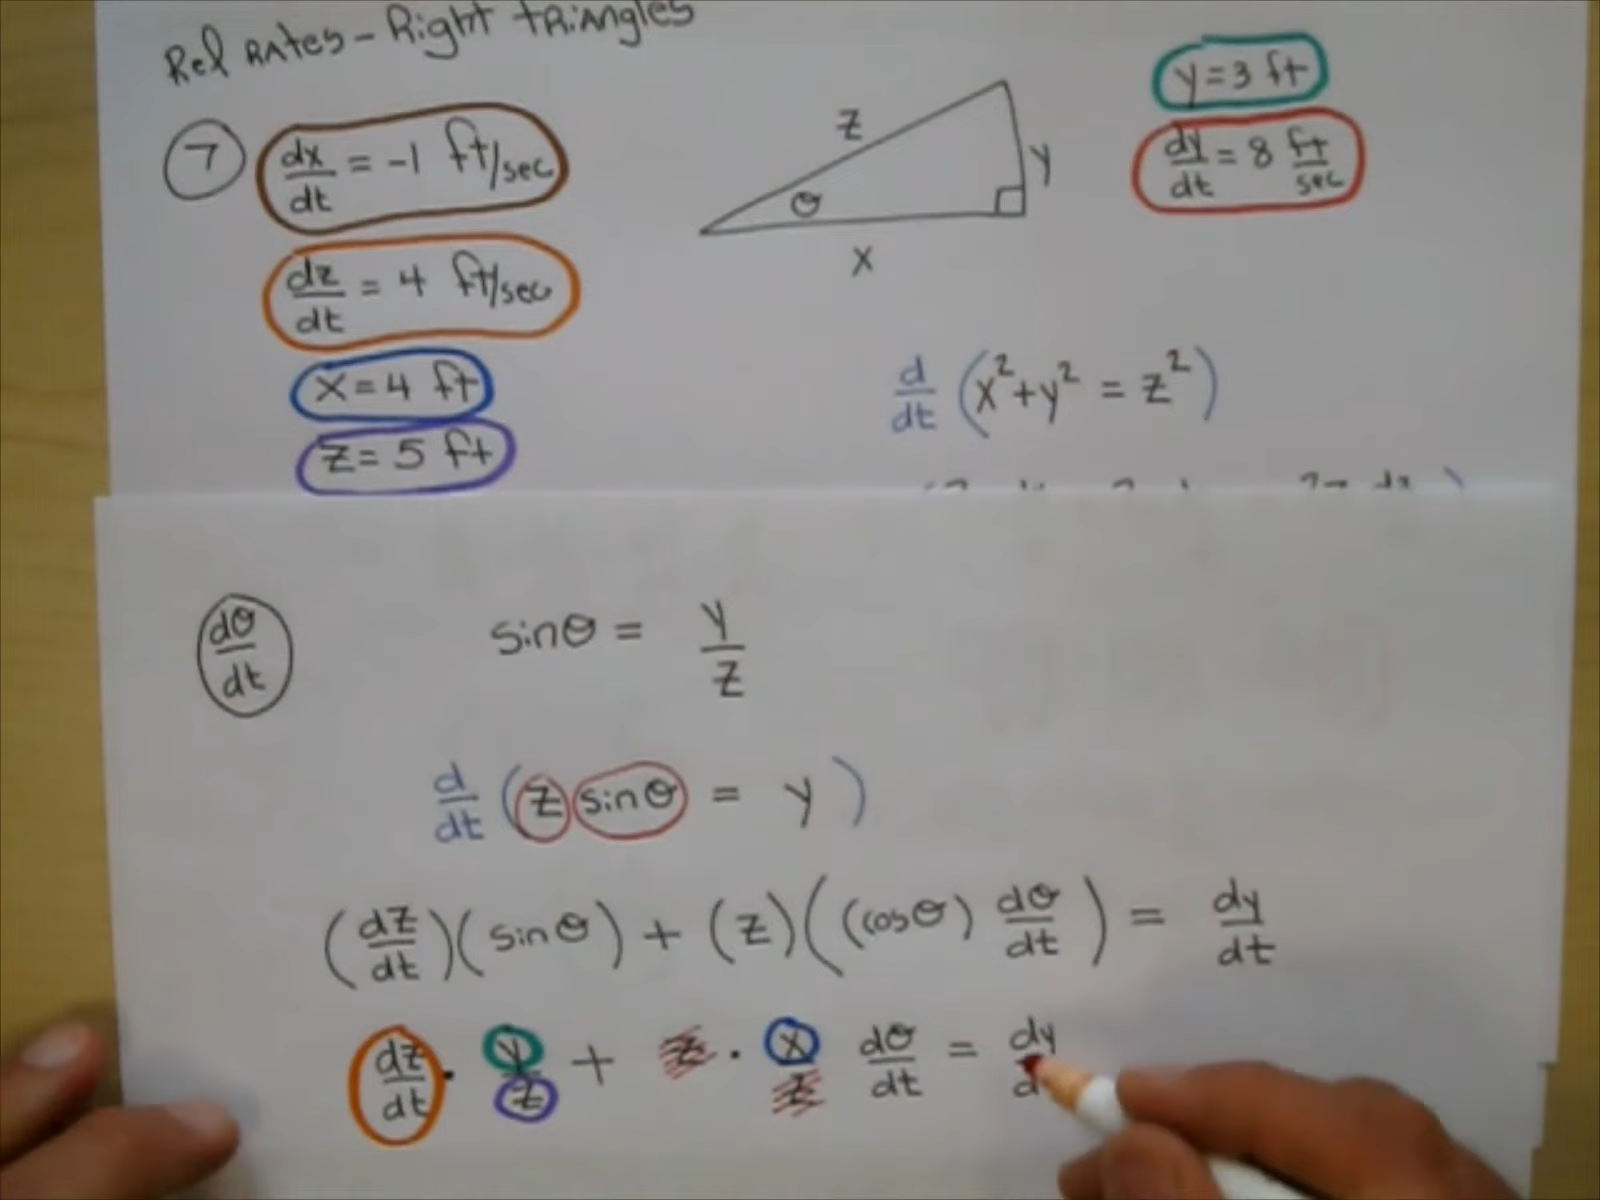 Rel Rates - Right Triangles
7
dx/dt = -1 ft/sec
dz/dt = 4 ft/sec
x = 4 ft
z = 5 ft
z
θ
y
x
y = 3 ft
dy/dt = 8 ft/sec
d/dt (x² + y² = z²)
dθ/dt
sinθ = y/z
d/dt (z sinθ = y)
(dz/dt)(sinθ) + (z)((cosθ) dθ/dt) = dy/dt
dz/dt · y/z + z · x/z dθ/dt = dy/d